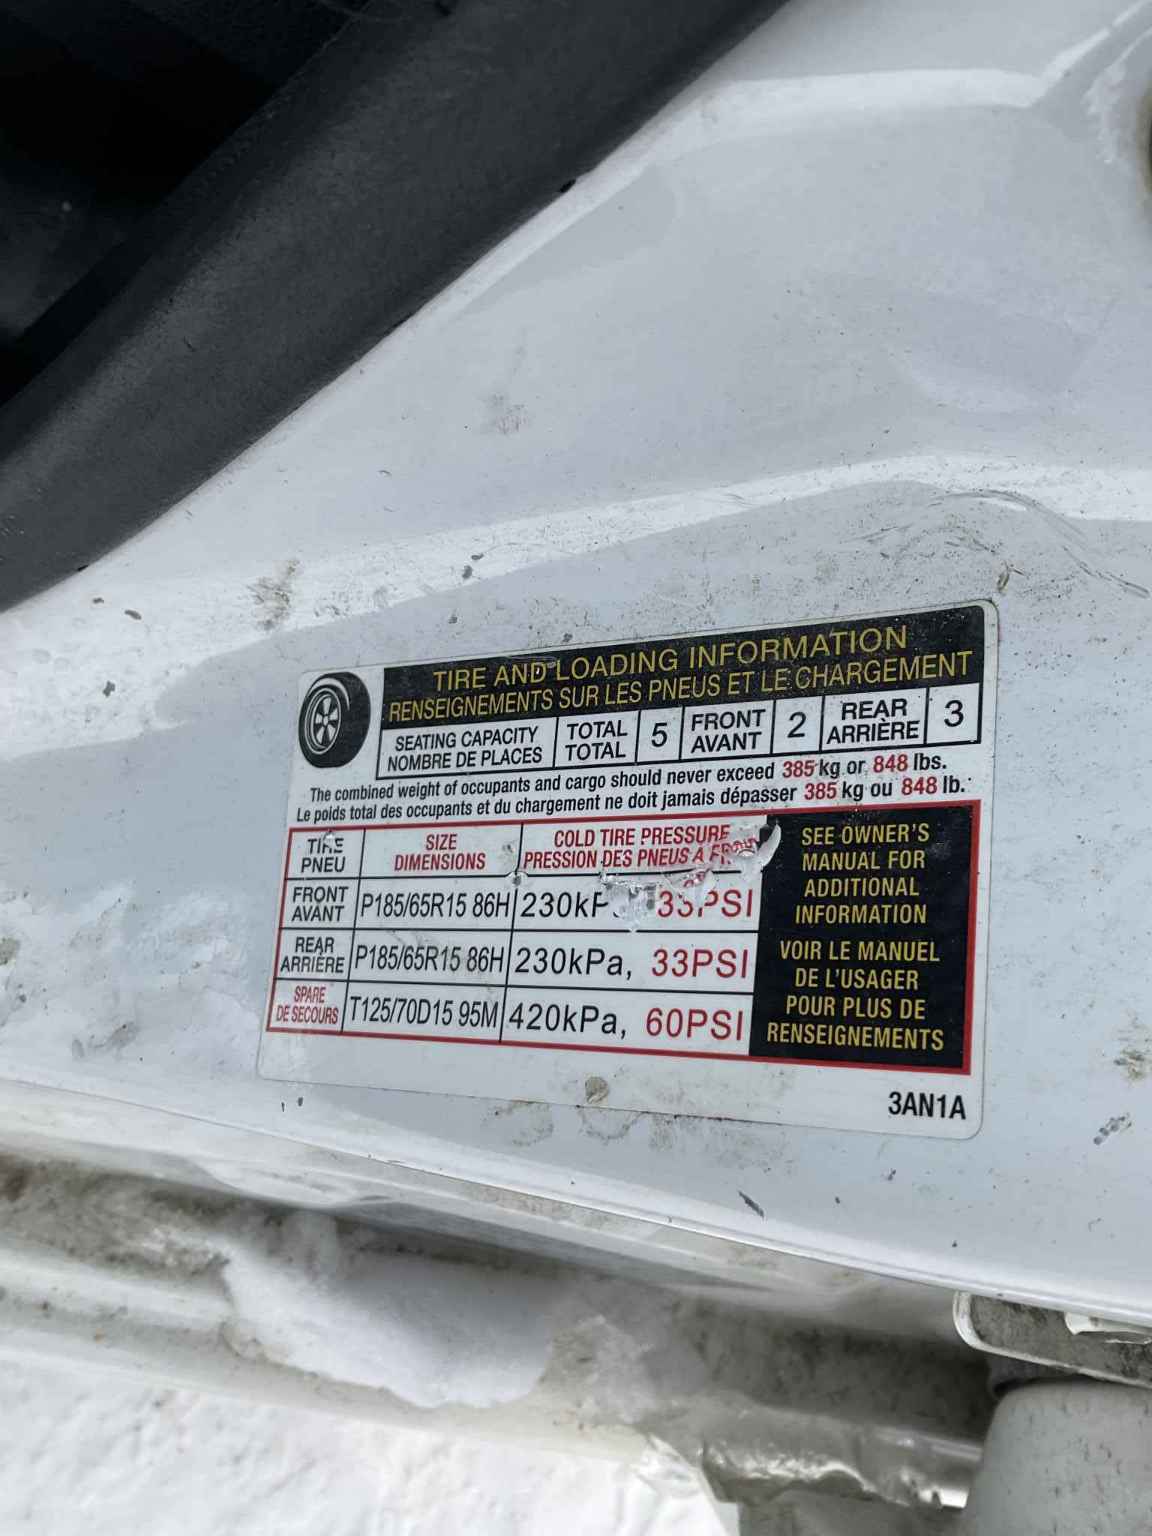 TIRE AND LOADING INFORMATION
RENSEIGNEMENTS SUR LES PNEUS ET LE CHARGEMENT
SEATING CAPACITY
NOMBRE DE PLACES
TOTAL
TOTAL
5
FRONT
AVANT
2
REAR
ARRIÈRE
3
The combined weight of occupants and cargo should never exceed 385 kg or 848 lbs.
Le poids total des occupants et du chargement ne doit jamais dépasser 385 kg ou 848 lb.
TIRE
PNEU
SIZE
DIMENSIONS
COLD TIRE PRESSURE
PRESSION DES PNEUS A
FRONT
AVANT
P185/65R15 86H
33PSI
REAR
ARRIÈRE
P185/65R15 86H
230kPa, 33PSI
SPARE
DE SECOURS
T125/70D15 95M
420kPa, 60PSI
SEE OWNER'S
MANUAL FOR
ADDITIONAL
INFORMATION
VOIR LE MANUEL
DE L'USAGER
POUR PLUS DE
RENSEIGNEMENTS
3AN1A